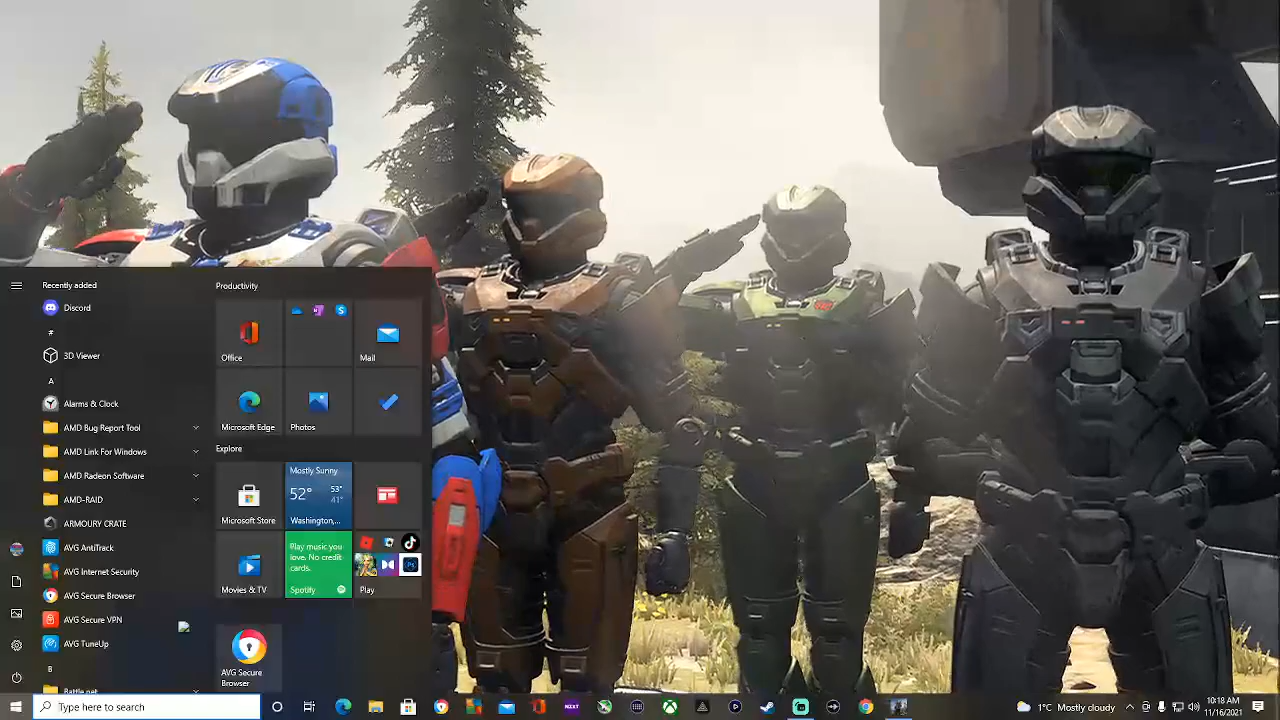 Recently added
Discord
#
3D Viewer
A
Alarms & Clock
AMD Bug Report Tool
AMD Link For Windows
AMD Radeon Software
AMD-RAID
ARMOURY CRATE
AVG AntiTrack
AVG Internet Security
AVG Secure Browser
AVG Secure VPN
AVG TuneUp
B
Battle.net
Productivity
Office
Mail
Microsoft Edge
Photos
Explore
Microsoft Store
Mostly Sunny
52° 53°
41°
Washington,...
Movies & TV
Play music you
love. No credit
cards.
Spotify
Play
AVG Secure
Browser
Type here to search
NZXT
1°C Mostly cloudy
10:18 AM
11/16/2021